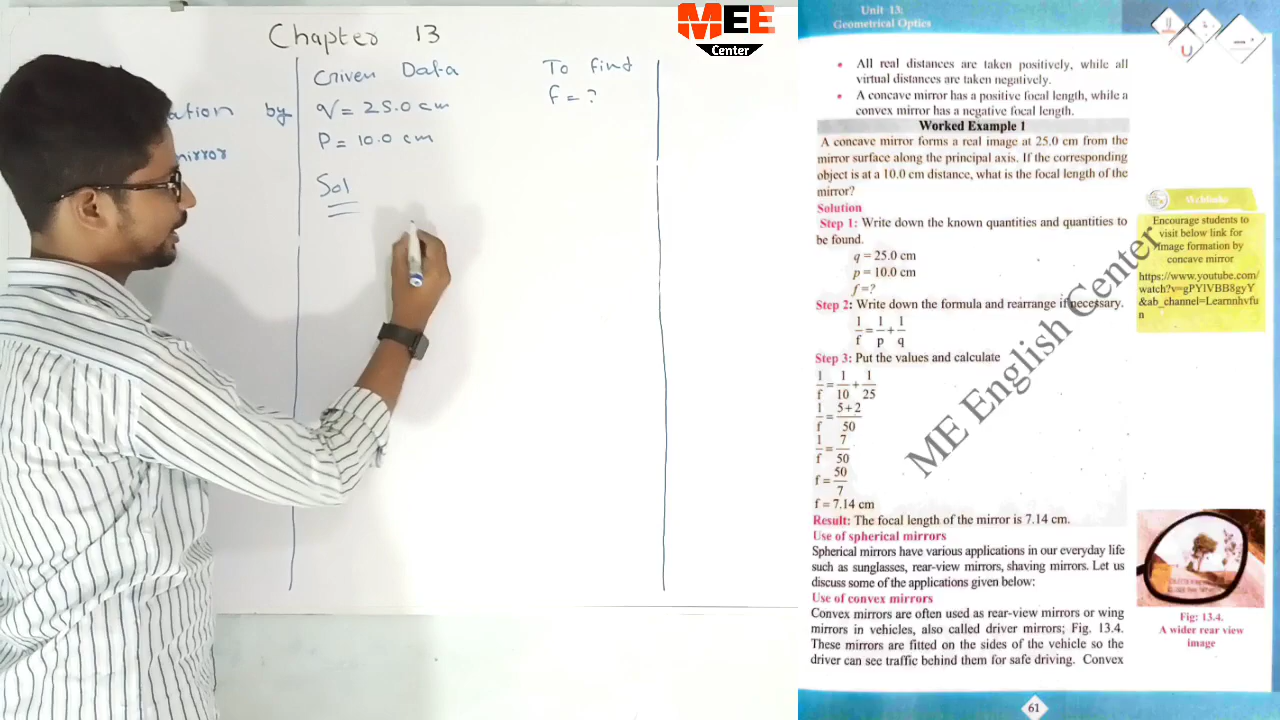 Chapter 13
MEE
Center
ation by
mirror
Given Data
q = 25.0 cm
P = 10.0 cm
Sol
To find
f = ?
Unit 13:
Geometrical Optics
• All real distances are taken positively, while all
virtual distances are taken negatively.
• A concave mirror has a positive focal length, while a
convex mirror has a negative focal length.
Worked Example 1
A concave mirror forms a real image at 25.0 cm from the
mirror surface along the principal axis. If the corresponding
object is at a 10.0 cm distance, what is the focal length of the
mirror?
Solution
Step 1: Write down the known quantities and quantities to
be found.
q = 25.0 cm
p = 10.0 cm
f =?
Step 2: Write down the formula and rearrange if necessary.
1/f = 1/p + 1/q
Step 3: Put the values and calculate
1/f = 1/10 + 1/25
1/f = 5+2/50
1/f = 7/50
f = 50/7
f = 7.14 cm
Result: The focal length of the mirror is 7.14 cm.
Use of spherical mirrors
Spherical mirrors have various applications in our everyday life
such as sunglasses, rear-view mirrors, shaving mirrors. Let us
discuss some of the applications given below:
Use of convex mirrors
Convex mirrors are often used as rear-view mirrors or wing
mirrors in vehicles, also called driver mirrors; Fig. 13.4.
These mirrors are fitted on the sides of the vehicle so the
driver can see traffic behind them for safe driving. Convex
61
ME English Center
Weblinks
Encourage students to
visit below link for
Image formation by
concave mirror
https://www.youtube.com/
watch?v=gPYlVBB8gyY
&ab_channel=Learnnhvfu
n
Fig: 13.4.
A wider rear view
image